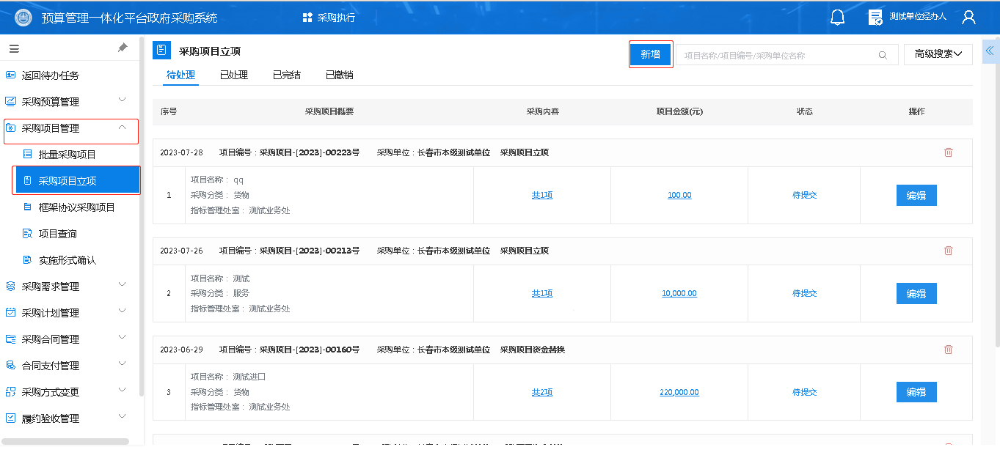 预算管理一体化平台政府采购系统
采购执行
测试单位经办人
返回待办任务
采购预算管理
采购项目管理
批量采购项目
采购项目立项
框架协议采购项目
项目查询
实施形式确认
采购需求管理
采购计划管理
采购合同管理
合同支付管理
采购方式变更
履约验收管理
采购项目立项
新增
项目名称/项目编号/采购单位名称
高级搜索
待处理 已处理 已完结 已撤销
序号 采购项目概要 采购内容 项目金额(元) 状态 操作
2023-07-28 项目编号：采购项目-[2023]-00223号 采购单位：长春市本级测试单位 采购项目立项
项目名称： qq
1 采购分类： 货物 共1项 100.00 待提交 编辑
指标管理处室： 测试业务处
2023-07-26 项目编号：采购项目-[2023]-00213号 采购单位：长春市本级测试单位 采购项目立项
项目名称： 测试
2 采购分类： 服务 共1项 10,000.00 待提交 编辑
指标管理处室： 测试业务处
2023-06-29 项目编号：采购项目-[2023]-00160号 采购单位：长春市本级测试单位 采购项目资金替换
项目名称： 测试进口
3 采购分类： 货物 共2项 220,000.00 待提交 编辑
指标管理处室： 测试业务处